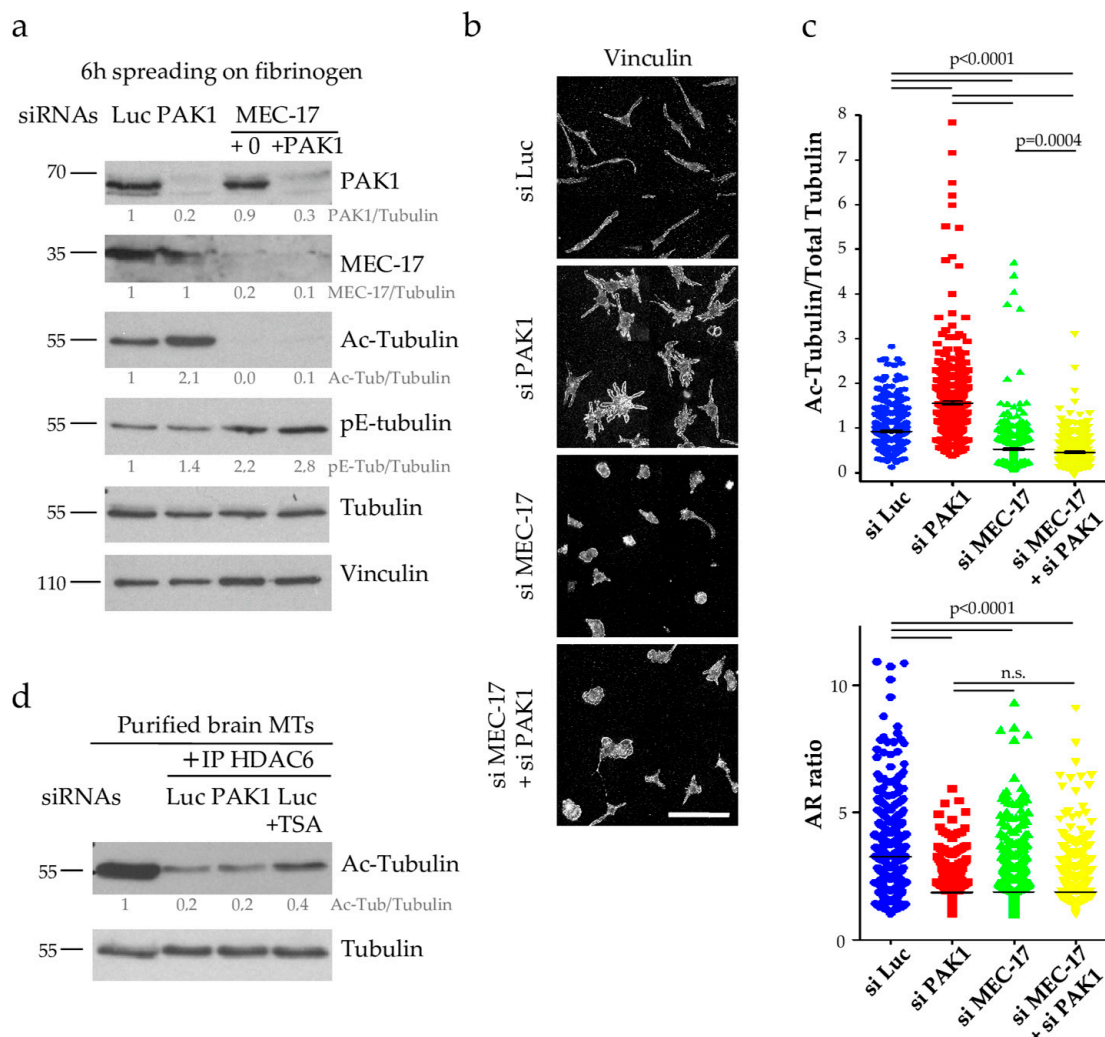 a
6h spreading on fibrinogen
siRNAs Luc PAK1 MEC-17
+ 0 +PAK1
70 PAK1
1 0.2 0.9 0.3 PAK1/Tubulin
35 MEC-17
1 1 0.2 0.1 MEC-17/Tubulin
55 Ac-Tubulin
1 2.1 0.0 0.1 Ac-Tub/Tubulin
55 pE-tubulin
1 1.4 2,2 2,8 pE-Tub/Tubulin
55 Tubulin
110 Vinculin
b
Vinculin
si Luc
si PAK1
si MEC-17
si MEC-17
+ si PAK1
c
p<0.0001
p=0.0004
Ac-Tubulin/Total Tubulin
8
7
6
5
4
3
2
1
0
si Luc
si PAK1
si MEC-17
si MEC-17
+ si PAK1
p<0.0001
n.s.
AR ratio
10
5
0
si Luc
si PAK1
si MEC-17
si MEC-17
+ si PAK1
d
Purified brain MTs
+IP HDAC6
siRNAs Luc PAK1 Luc
+TSA
55 Ac-Tubulin
1 0.2 0.2 0.4 Ac-Tub/Tubulin
55 Tubulin